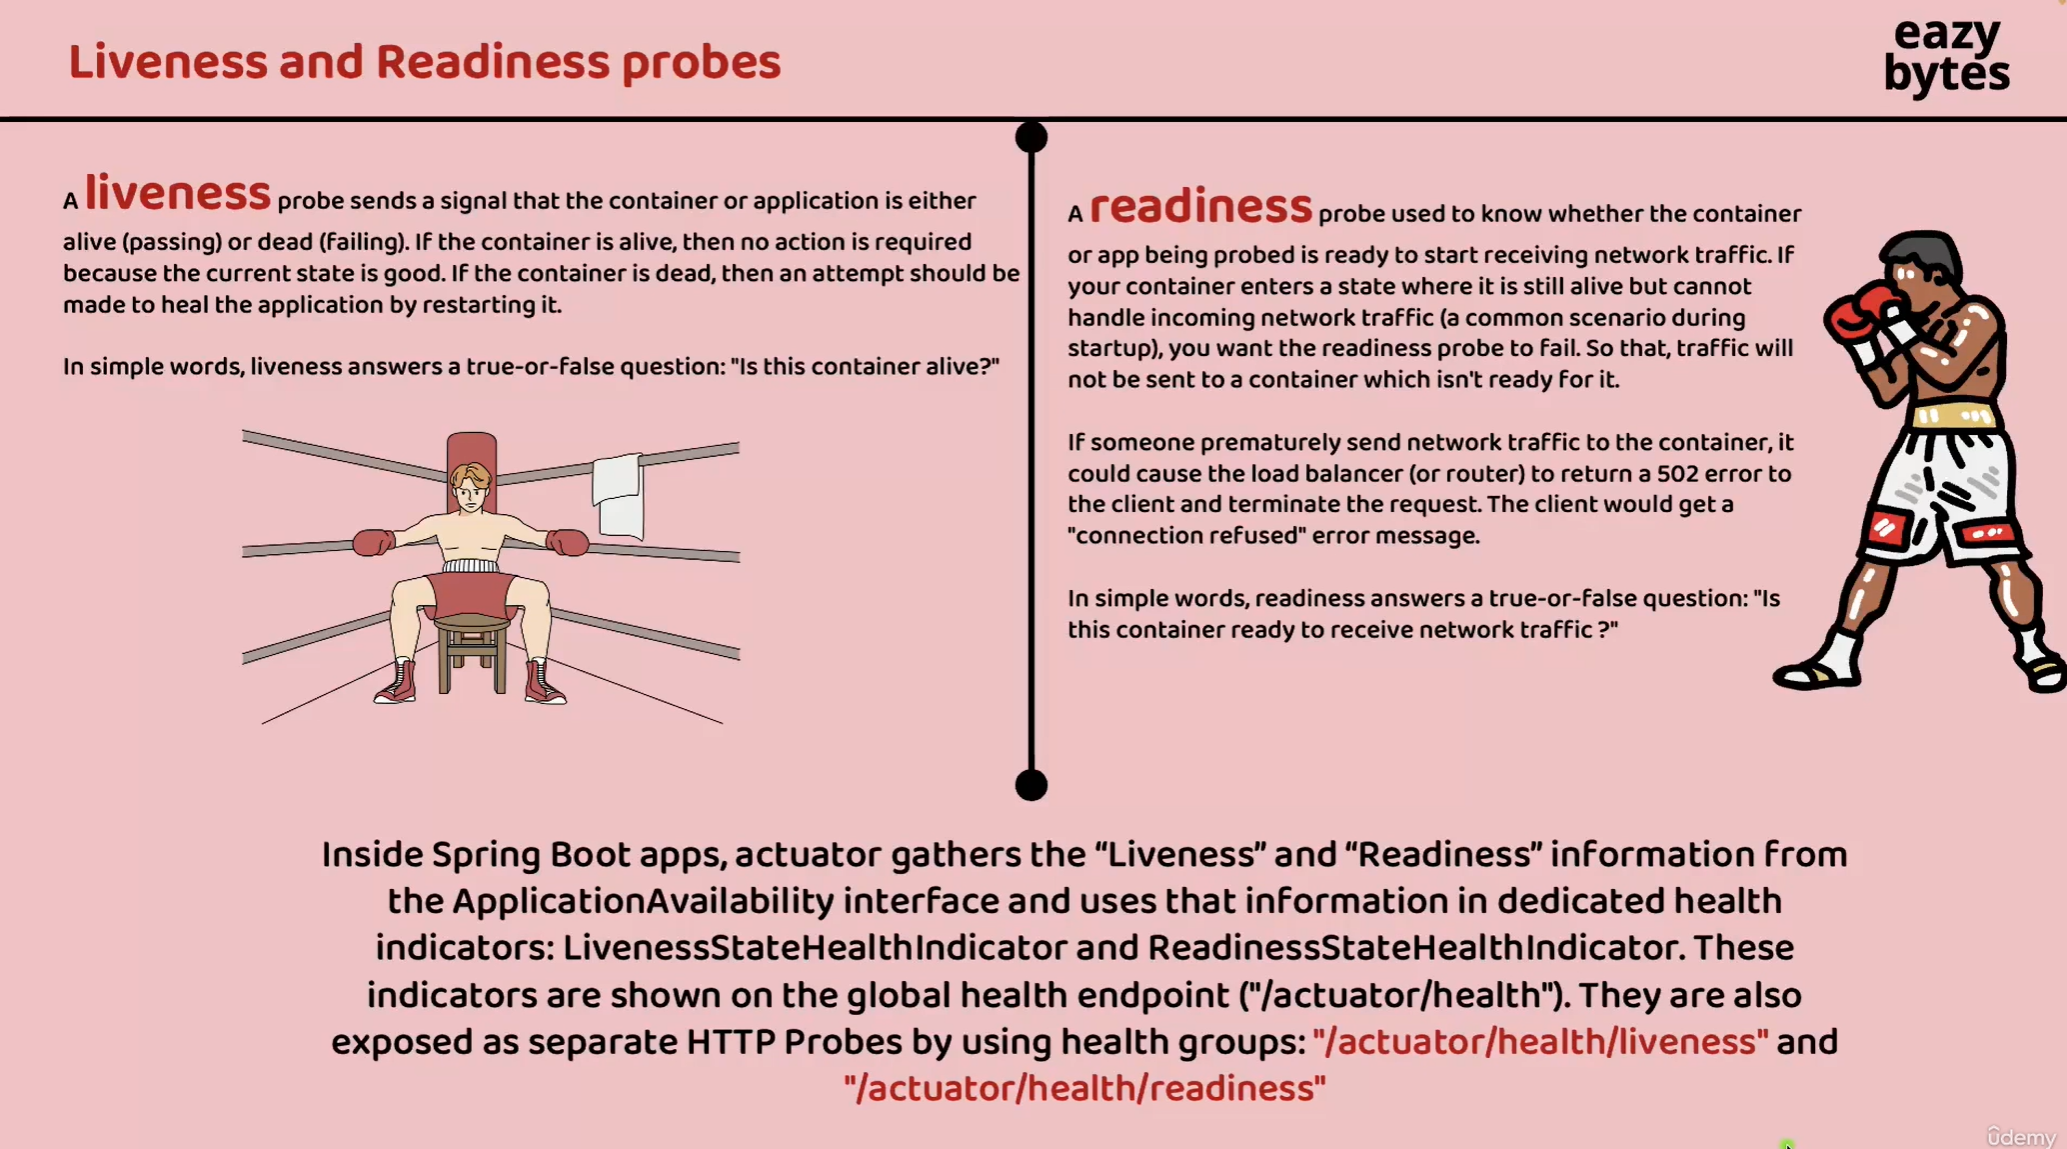 Liveness and Readiness probes
eazy
bytes
A liveness probe sends a signal that the container or application is either
alive (passing) or dead (failing). If the container is alive, then no action is required
because the current state is good. If the container is dead, then an attempt should be
made to heal the application by restarting it.
In simple words, liveness answers a true-or-false question: "Is this container alive?"
A readiness probe used to know whether the container
or app being probed is ready to start receiving network traffic. If
your container enters a state where it is still alive but cannot
handle incoming network traffic (a common scenario during
startup), you want the readiness probe to fail. So that, traffic will
not be sent to a container which isn't ready for it.
If someone prematurely send network traffic to the container, it
could cause the load balancer (or router) to return a 502 error to
the client and terminate the request. The client would get a
"connection refused" error message.
In simple words, readiness answers a true-or-false question: "Is
this container ready to receive network traffic ?"
Inside Spring Boot apps, actuator gathers the “Liveness” and “Readiness” information from
the ApplicationAvailability interface and uses that information in dedicated health
indicators: LivenessStateHealthIndicator and ReadinessStateHealthIndicator. These
indicators are shown on the global health endpoint ("/actuator/health"). They are also
exposed as separate HTTP Probes by using health groups: "/actuator/health/liveness" and
"/actuator/health/readiness"
ûdemy